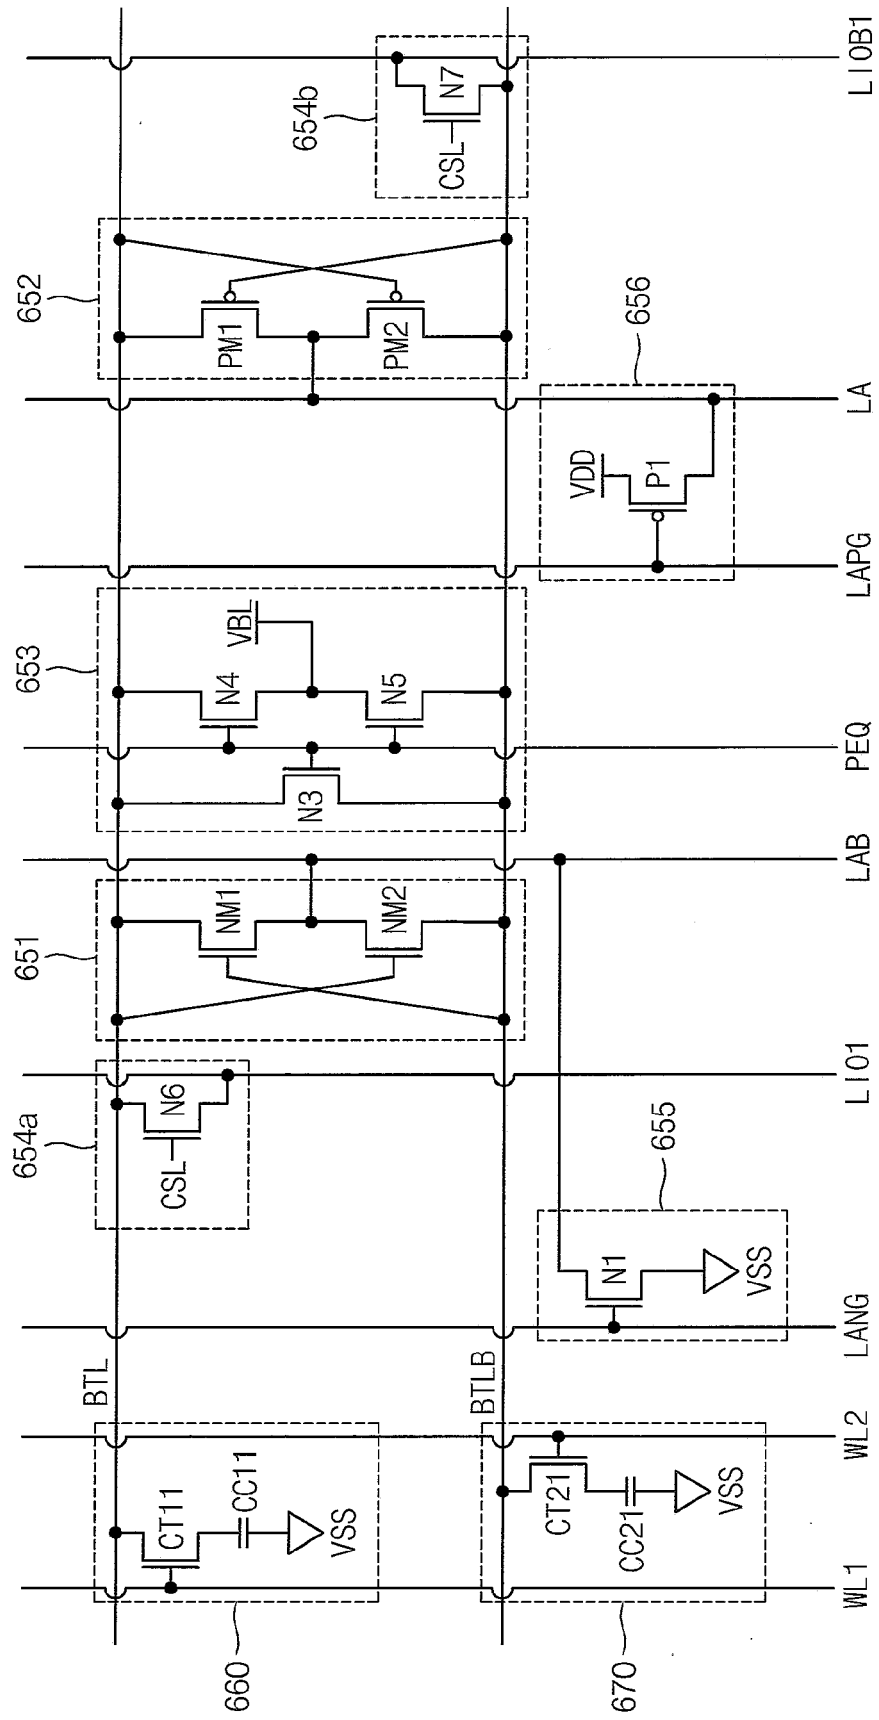 660
WL1
CT11
CC11
VSS
670
CT21
CC21
VSS
WL2
BTL
BTLB
LANG
655
N1
VSS
654a
CSL
N6
LIO1
651
NM1
NM2
LAB
653
N3
N4
N5
VBL
PEQ
LAPG
656
VDD
P1
LA
652
PM1
PM2
654b
CSL
N7
LIOB1